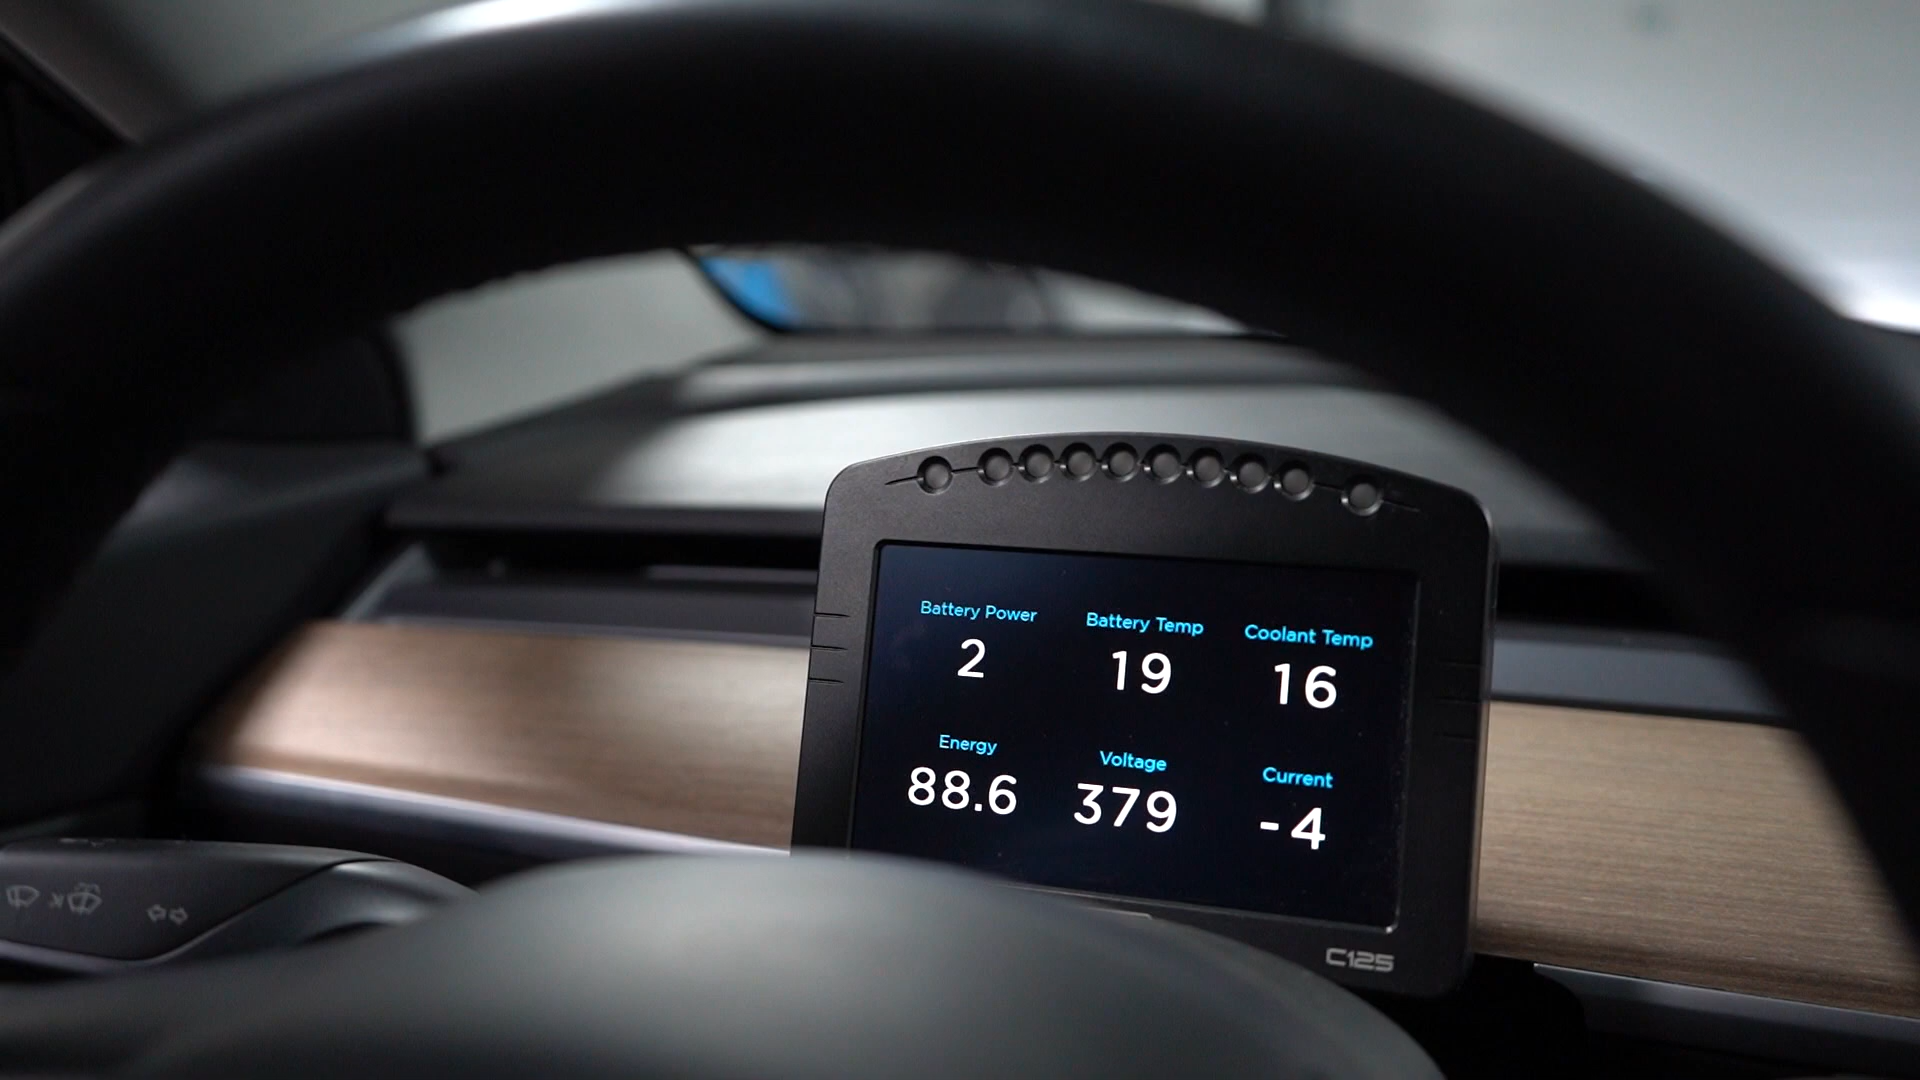 Battery Power Battery Temp Coolant Temp
2 19 16
Energy Voltage Current
88.6 379 -4
C125